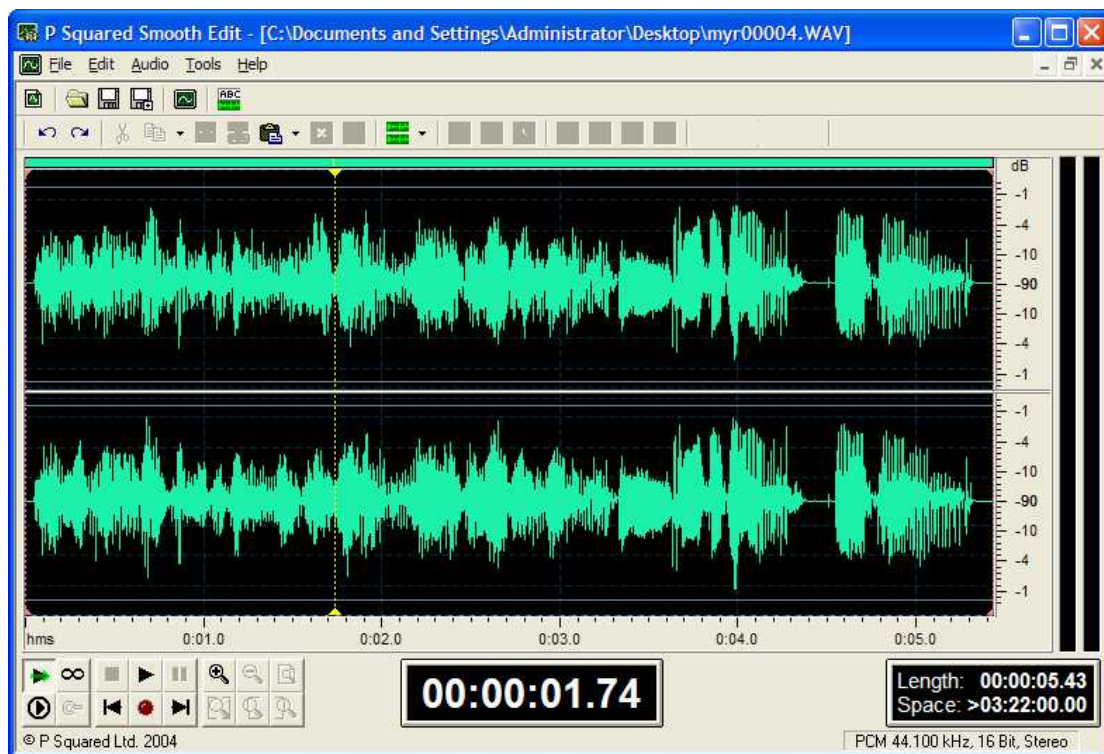 P Squared Smooth Edit - [C:\Documents and Settings\Administrator\Desktop\myr00004.WAV]
File Edit Audio Tools Help
ABC
dB
-1
-4
-10
-90
-10
-4
-1
-1
-4
-10
-90
-10
-4
-1
hms 0:01.0 0:02.0 0:03.0 0:04.0 0:05.0
00:00:01.74
Length: 00:00:05.43
Space: >03:22:00.00
© P Squared Ltd. 2004
PCM 44.100 kHz, 16 Bit, Stereo